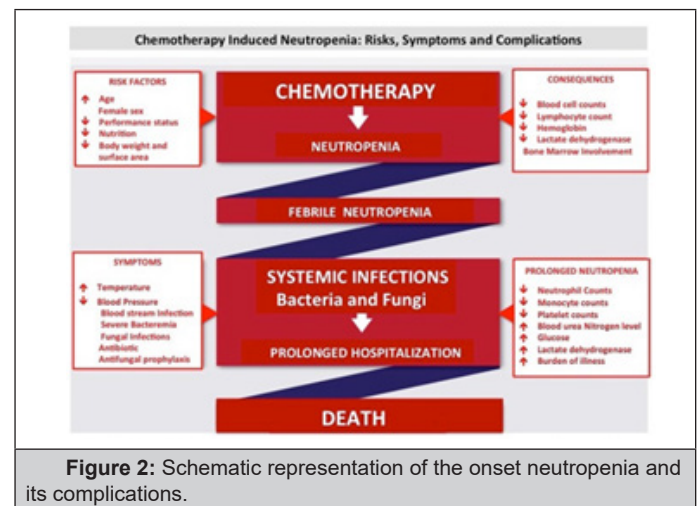 Chemotherapy Induced Neutropenia: Risks, Symptoms and Complications
RISK FACTORS
↑ Age
Female sex
↓ Performance status
↓ Nutrition
↓ Body weight and
surface area
CHEMOTHERAPY
NEUTROPENIA
CONSEQUENCES
↓ Blood cell counts
↓ Lymphocyte count
↓ Hemoglobin
↓ Lactate dehydrogenase
Bone Marrow Involvement
FEBRILE NEUTROPENIA
SYMPTOMS
↑ Temperature
↓ Blood Pressure
Blood stream Infection
Severe Bacteremia
Fungal Infections
Antibiotic
Antifungal prophylaxis
SYSTEMIC INFECTIONS
Bacteria and Fungi
PROLONGED HOSPITALIZATION
PROLONGED NEUTROPENIA
↓ Neutrophil Counts
↓ Monocyte counts
↓ Platelet counts
↑ Blood urea Nitrogen level
↑ Glucose
↑ Lactate dehydrogenase
↑ Burden of illness
DEATH
Figure 2: Schematic representation of the onset neutropenia and
its complications.